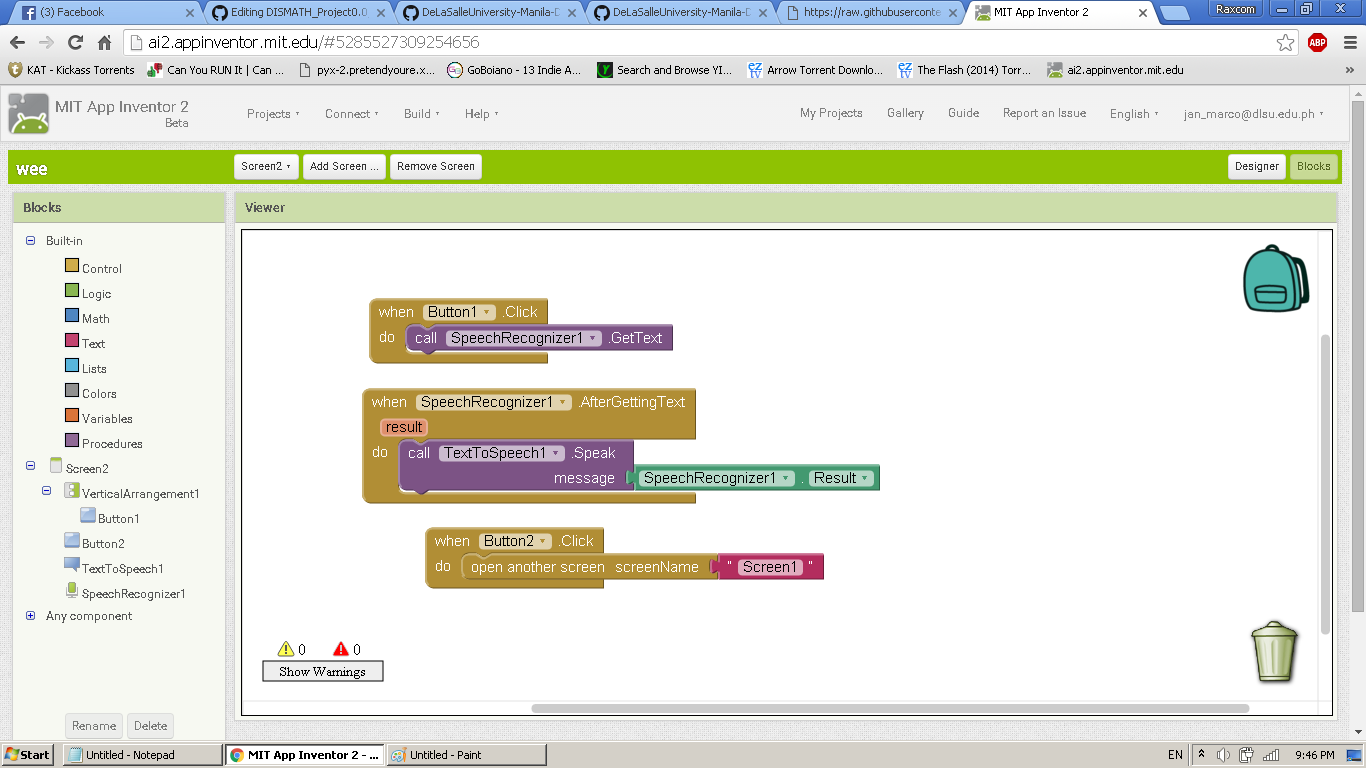 (3) Facebook
Editing DISMATH_Project0.0
DeLaSalleUniversity-Manila-D
DeLaSalleUniversity-Manila-D
https://raw.githubuserconte
MIT App Inventor 2
Raxcom
ai2.appinventor.mit.edu/#5285527309254656
ABP
KAT - Kickass Torrents
Can You RUN It | Can ...
pyx-2.pretendyoure.x...
GoBoiano - 13 Indie A...
Search and Browse YI...
Arrow Torrent Downlo...
The Flash (2014) Torr...
ai2.appinventor.mit.edu
»
MIT App Inventor 2
Beta
Projects
Connect
Build
Help
My Projects
Gallery
Guide
Report an Issue
English
jan_marco@dlsu.edu.ph
wee
Screen2
Add Screen ...
Remove Screen
Designer
Blocks
Blocks
Viewer
Built-in
Control
Logic
Math
Text
Lists
Colors
Variables
Procedures
Screen2
VerticalArrangement1
Button1
Button2
TextToSpeech1
SpeechRecognizer1
Any component
Rename
Delete
when Button1 .Click
do call SpeechRecognizer1 .GetText
when SpeechRecognizer1 .AfterGettingText
result
do call TextToSpeech1 .Speak
message SpeechRecognizer1 . Result
when Button2 .Click
do open another screen screenName " Screen1 "
0 0
Show Warnings
Start
Untitled - Notepad
MIT App Inventor 2 - ...
Untitled - Paint
EN
9:46 PM